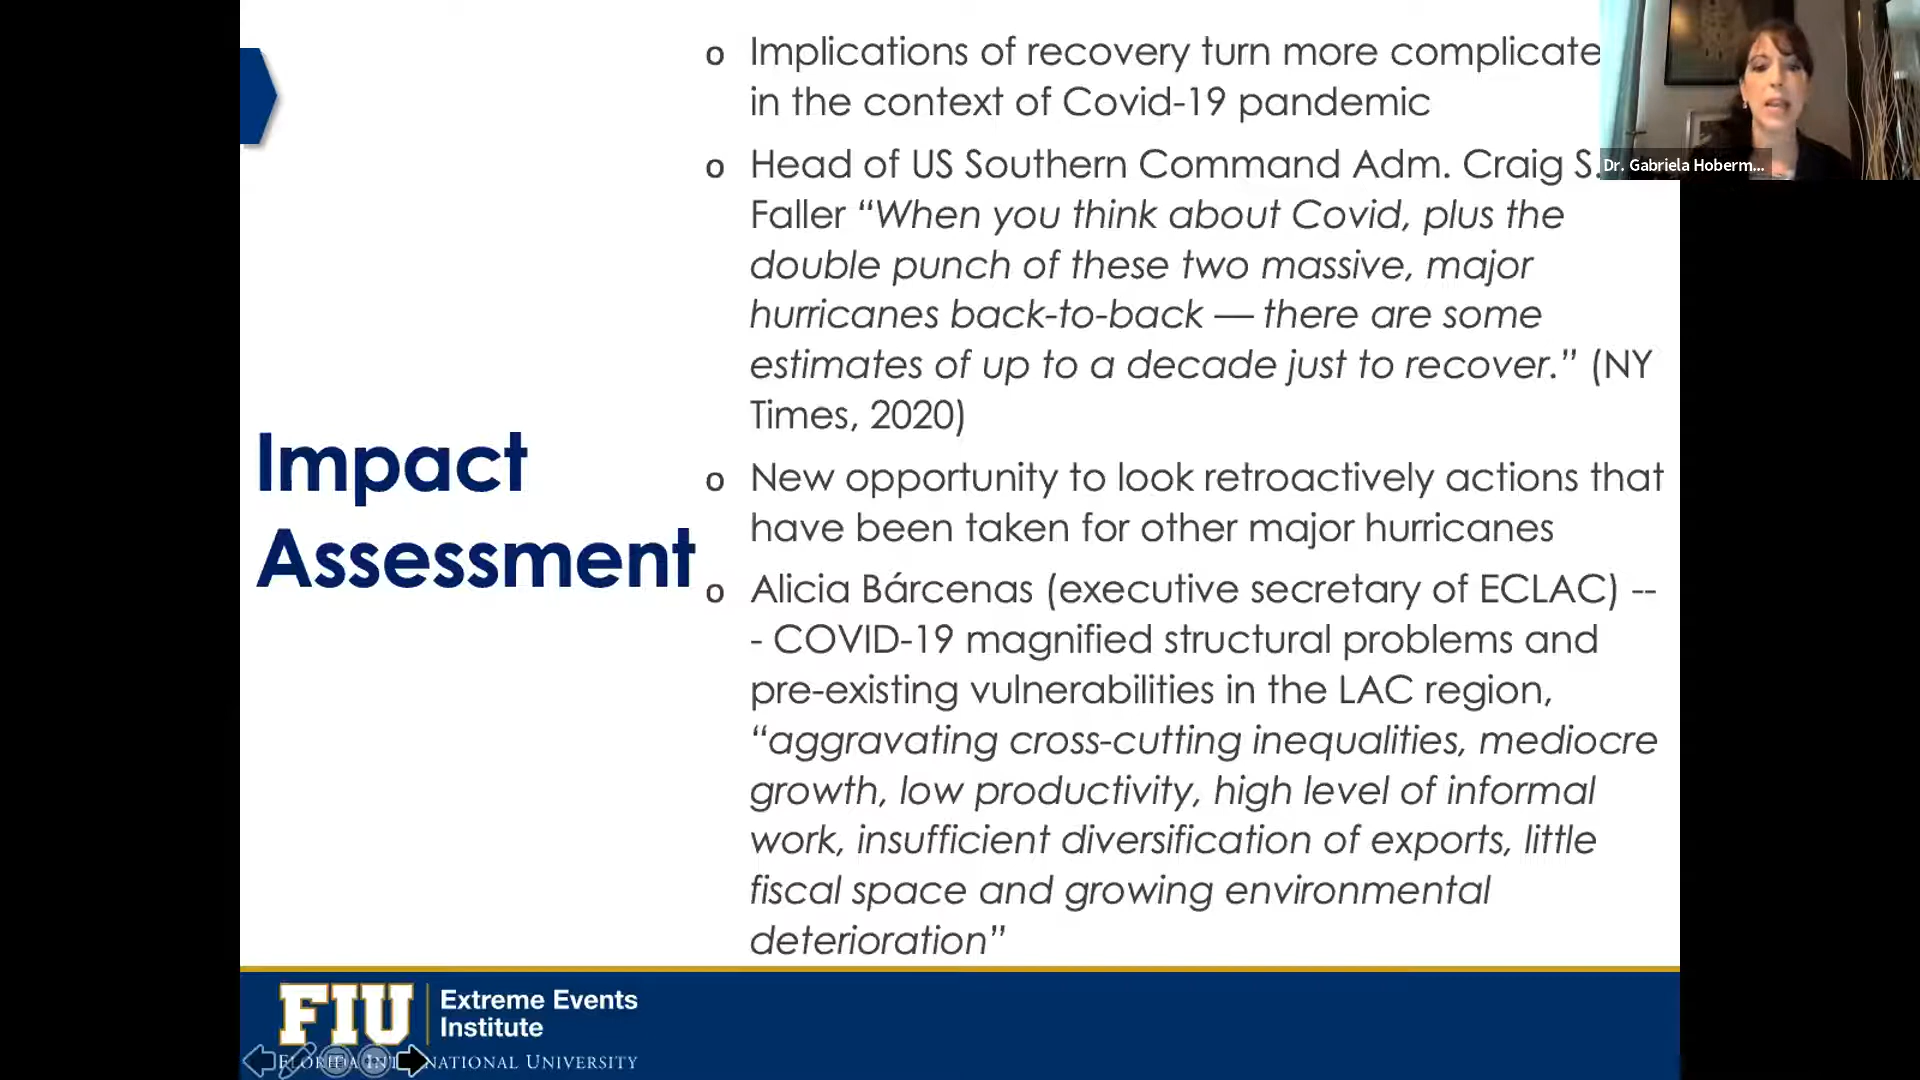 Implications of recovery turn more complicate
in the context of Covid-19 pandemic
Head of US Southern Command Adm. Craig S.
Faller “When you think about Covid, plus the
double punch of these two massive, major
hurricanes back-to-back — there are some
estimates of up to a decade just to recover.” (NY
Times, 2020)
New opportunity to look retroactively actions that
have been taken for other major hurricanes
Alicia Bárcenas (executive secretary of ECLAC) --
- COVID-19 magnified structural problems and
pre-existing vulnerabilities in the LAC region,
“aggravating cross-cutting inequalities, mediocre
growth, low productivity, high level of informal
work, insufficient diversification of exports, little
fiscal space and growing environmental
deterioration”
Impact
Assessment
Dr. Gabriela Hoberm...
FIU
Extreme Events
Institute
FLORIDA INTERNATIONAL UNIVERSITY